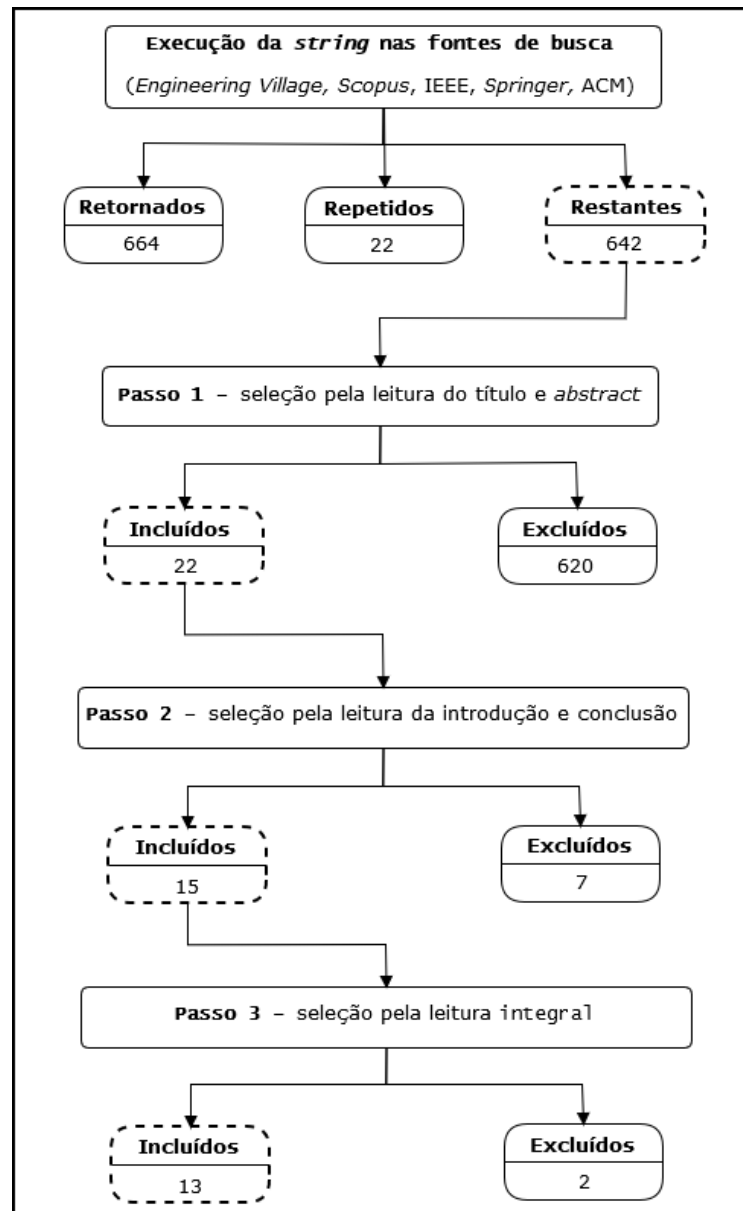 Execução da string nas fontes de busca
(Engineering Village, Scopus, IEEE, Springer, ACM)
Retornados
664
Repetidos
22
Restantes
642
Passo 1 – seleção pela leitura do título e abstract
Incluídos
22
Excluídos
620
Passo 2 – seleção pela leitura da introdução e conclusão
Incluídos
15
Excluídos
7
Passo 3 – seleção pela leitura integral
Incluídos
13
Excluídos
2